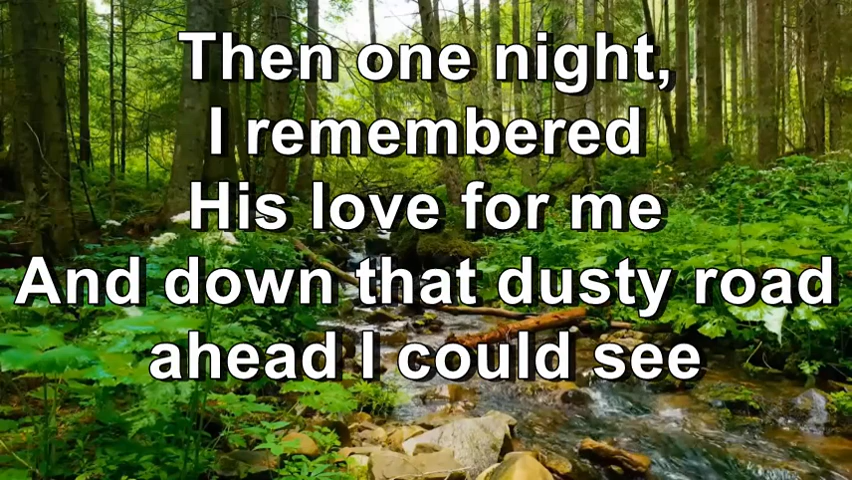 Then one night,
I remembered
His love for me
And down that dusty road
ahead I could see